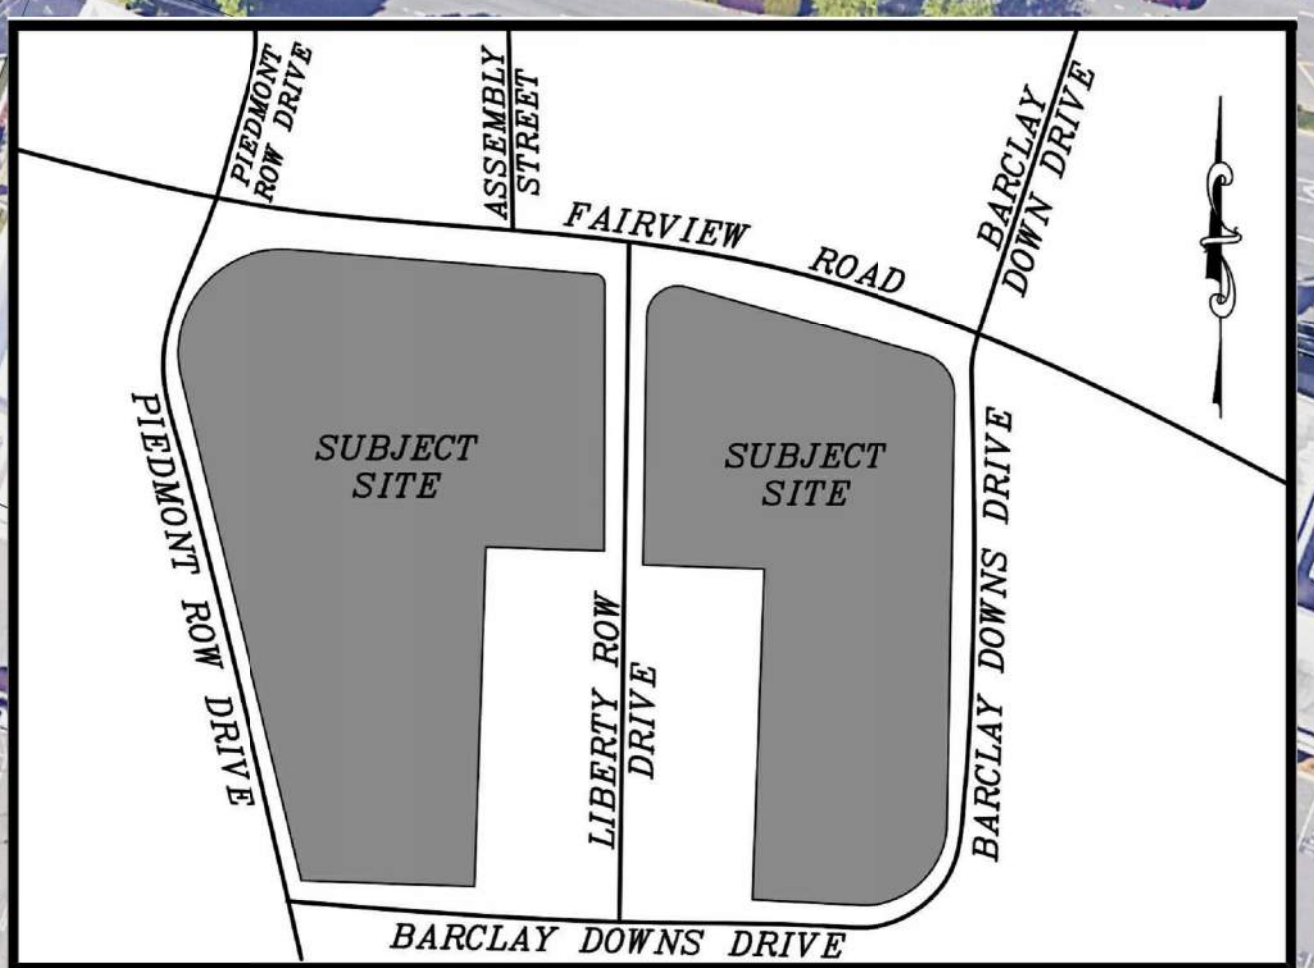 PIEDMONT
ROW DRIVE
ASSEMBLY
STREET
BARCLAY
DOWN DRIVE
FAIRVIEW ROAD
SUBJECT
SITE
SUBJECT
SITE
PIEDMONT ROW DRIVE
LIBERTY ROW
DRIVE
BARCLAY DOWNS DRIVE
BARCLAY DOWNS DRIVE